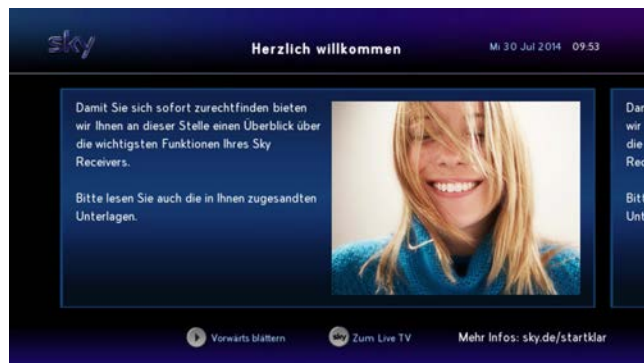 sky
Herzlich willkommen
Mi 30 Jul 2014 09:53
Damit Sie sich sofort zurechtfinden bieten
wir Ihnen an dieser Stelle einen Überblick über
die wichtigsten Funktionen Ihres Sky
Receivers.
Bitte lesen Sie auch die in Ihnen zugesandten
Unterlagen.
wir
die
Vorwärts blättern
sky Zum Live TV
Mehr Infos: sky.de/startklar